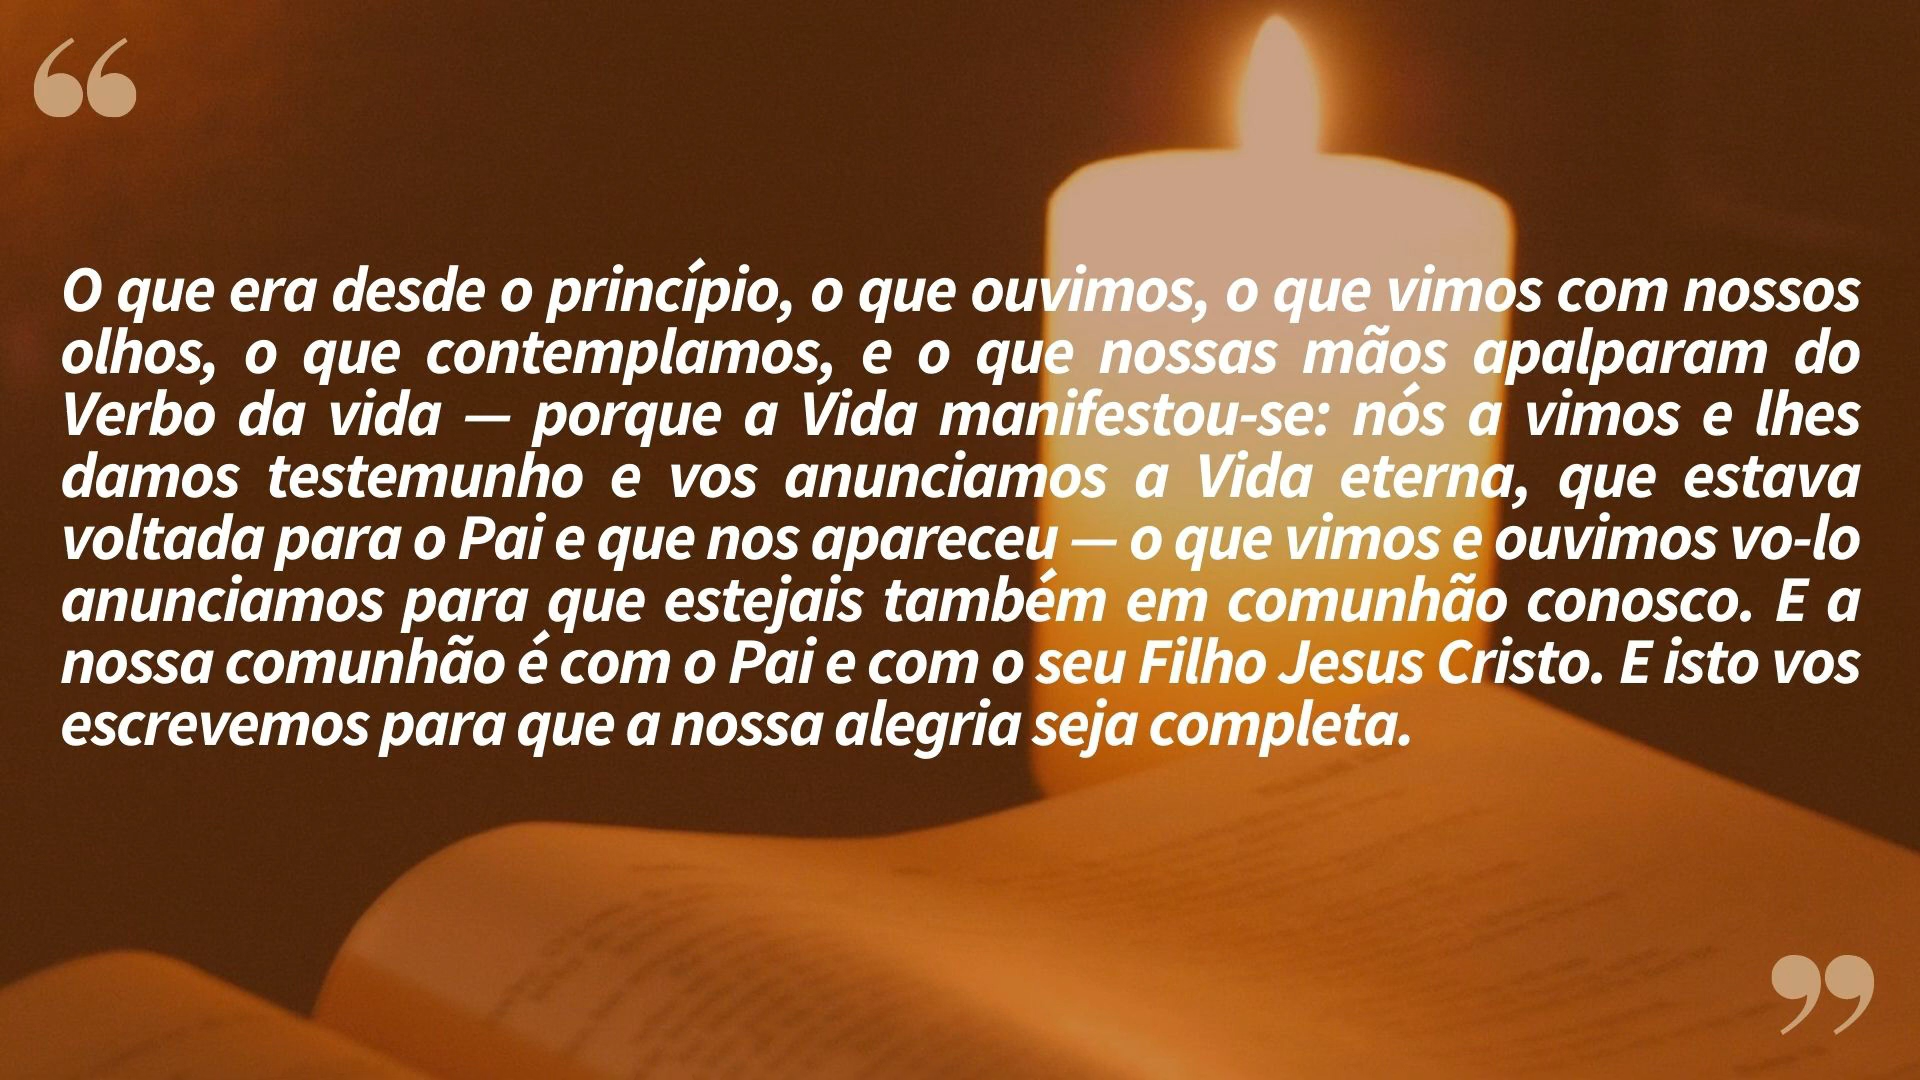 “
O que era desde o princípio, o que ouvimos, o que vimos com nossos
olhos, o que contemplamos, e o que nossas mãos apalparam do
Verbo da vida — porque a Vida manifestou-se: nós a vimos e lhes
damos testemunho e vos anunciamos a Vida eterna, que estava
voltada para o Pai e que nos apareceu — o que vimos e ouvimos vo-lo
anunciamos para que estejais também em comunhão conosco. E a
nossa comunhão é com o Pai e com o seu Filho Jesus Cristo. E isto vos
escrevemos para que a nossa alegria seja completa.
”